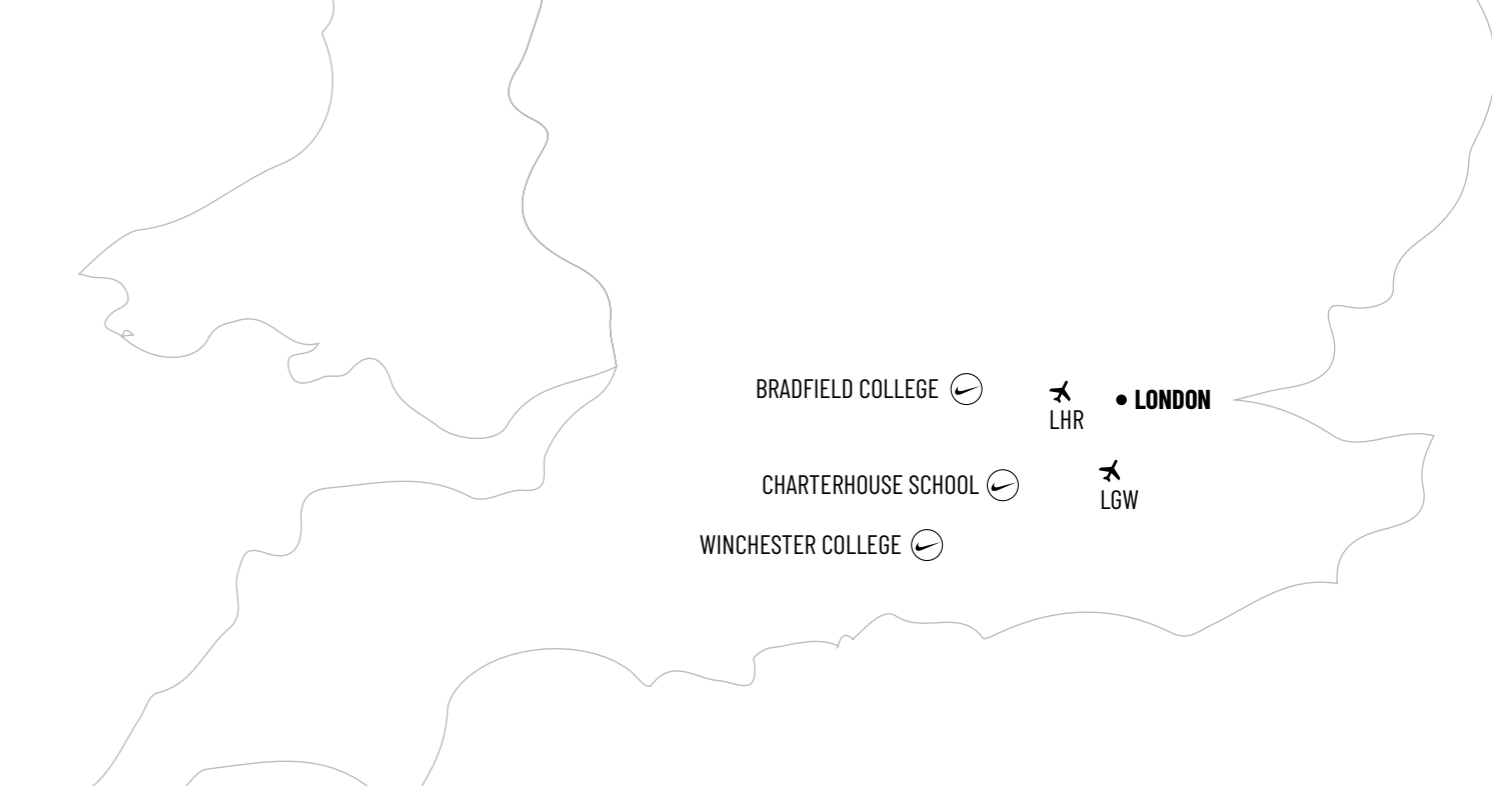 BRADFIELD COLLEGE
LHR
LONDON
CHARTERHOUSE SCHOOL
LGW
WINCHESTER COLLEGE